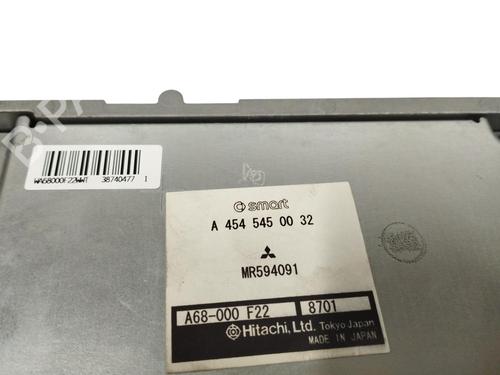 WA68000F22WWT 38740477 1
smart
A 454 545 00 32
MR594091
A68-000 F22 8701
Hitachi, Ltd. Tokyo Japan
MADE IN JAPAN